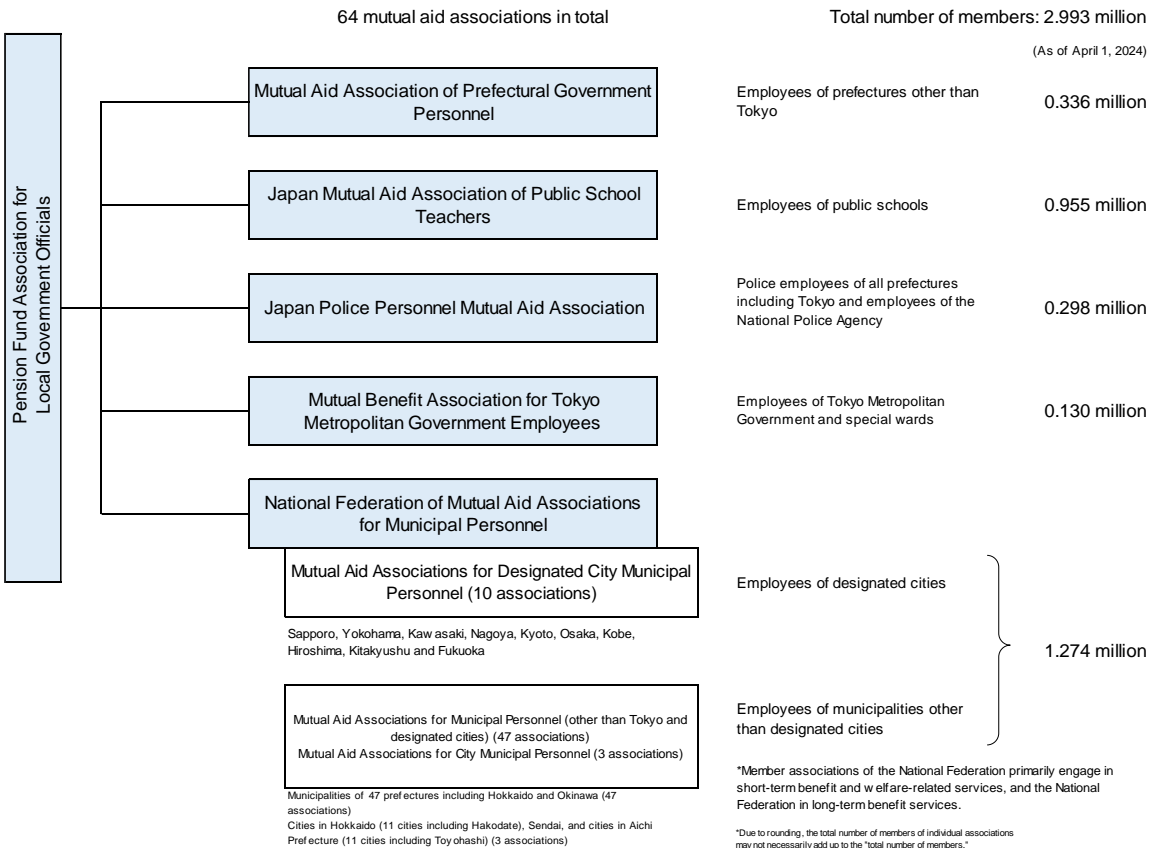 64 mutual aid associations in total
Total number of members: 2.993 million
(As of April 1, 2024)
Pension Fund Association for
Local Government Officials
Mutual Aid Association of Prefectural Government
Personnel
Employees of prefectures other than
Tokyo
0.336 million
Japan Mutual Aid Association of Public School
Teachers
Employees of public schools
0.955 million
Japan Police Personnel Mutual Aid Association
Police employees of all prefectures
including Tokyo and employees of the
National Police Agency
0.298 million
Mutual Benefit Association for Tokyo
Metropolitan Government Employees
Employees of Tokyo Metropolitan
Government and special wards
0.130 million
National Federation of Mutual Aid Associations
for Municipal Personnel
Mutual Aid Associations for Designated City Municipal
Personnel (10 associations)
Employees of designated cities
Sapporo, Yokohama, Kawasaki, Nagoya, Kyoto, Osaka, Kobe,
Hiroshima, Kitakyushu and Fukuoka
1.274 million
Mutual Aid Associations for Municipal Personnel (other than Tokyo and
designated cities) (47 associations)
Mutual Aid Associations for City Municipal Personnel (3 associations)
Employees of municipalities other
than designated cities
Municipalities of 47 prefectures including Hokkaido and Okinawa (47
associations)
Cities in Hokkaido (11 cities including Hakodate), Sendai, and cities in Aichi
Prefecture (11 cities including Toyohashi) (3 associations)
*Member associations of the National Federation primarily engage in
short-term benefit and welfare-related services, and the National
Federation in long-term benefit services.
*Due to rounding, the total number of members of individual associations
may not necessarily add up to the "total number of members."